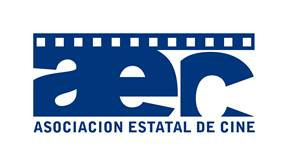 aec
ASOCIACION ESTATAL DE CINE